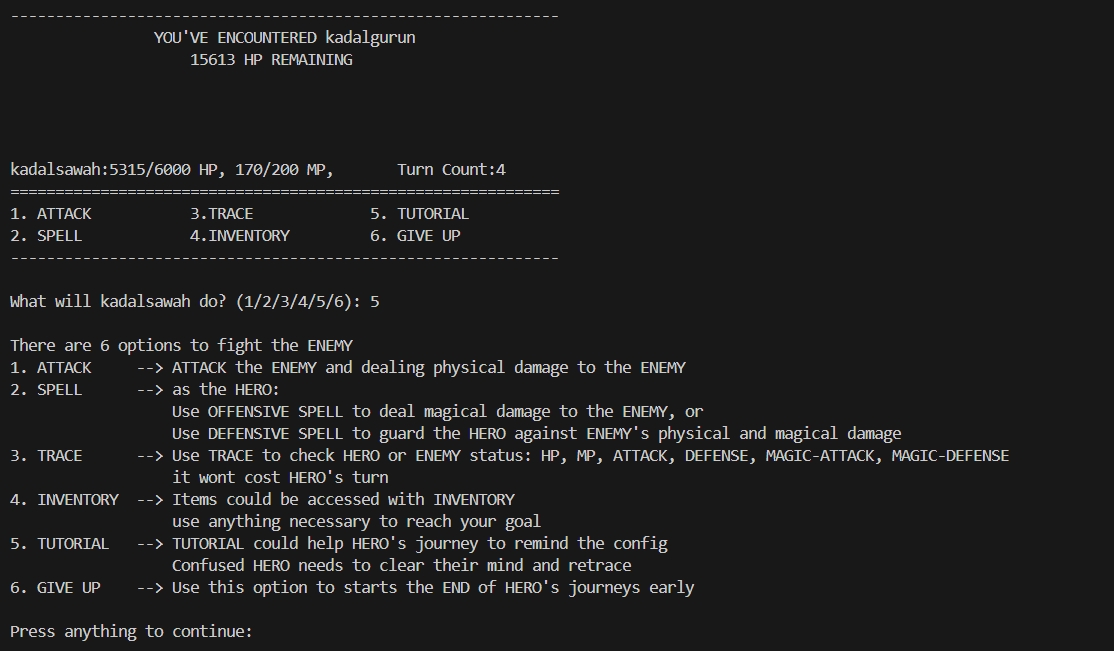 -------------------------------------------------------------
YOU'VE ENCOUNTERED kadalgurun
15613 HP REMAINING
kadalsawah:5315/6000 HP, 170/200 MP,       Turn Count:4
=============================================================
1. ATTACK           3.TRACE             5. TUTORIAL
2. SPELL            4.INVENTORY         6. GIVE UP
-------------------------------------------------------------
What will kadalsawah do? (1/2/3/4/5/6): 5
There are 6 options to fight the ENEMY
1. ATTACK     --> ATTACK the ENEMY and dealing physical damage to the ENEMY
2. SPELL      --> as the HERO:
Use OFFENSIVE SPELL to deal magical damage to the ENEMY, or
Use DEFENSIVE SPELL to guard the HERO against ENEMY's physical and magical damage
3. TRACE      --> Use TRACE to check HERO or ENEMY status: HP, MP, ATTACK, DEFENSE, MAGIC-ATTACK, MAGIC-DEFENSE
it wont cost HERO's turn
4. INVENTORY  --> Items could be accessed with INVENTORY
use anything necessary to reach your goal
5. TUTORIAL   --> TUTORIAL could help HERO's journey to remind the config
Confused HERO needs to clear their mind and retrace
6. GIVE UP    --> Use this option to starts the END of HERO's journeys early
Press anything to continue: